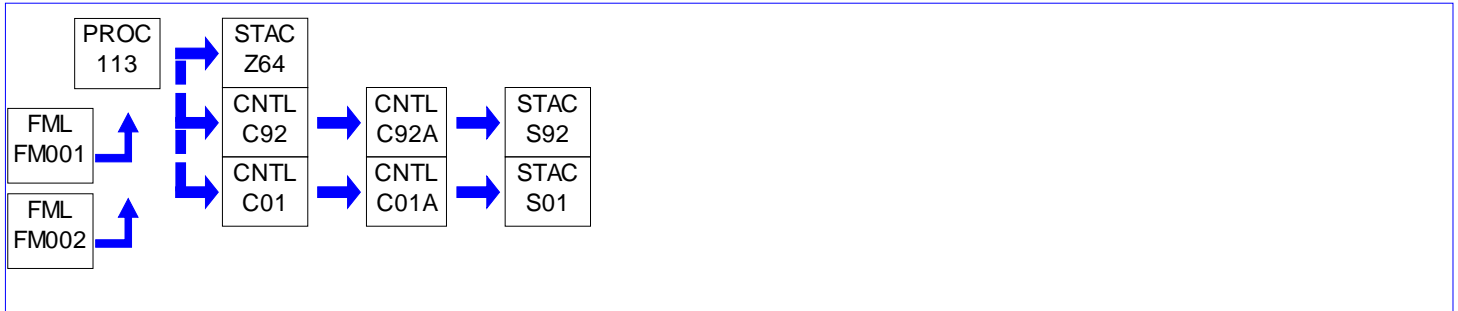 PROC
113
STAC
Z64
FML
FM001
CNTL
C92
CNTL
C92A
STAC
S92
FML
FM002
CNTL
C01
CNTL
C01A
STAC
S01